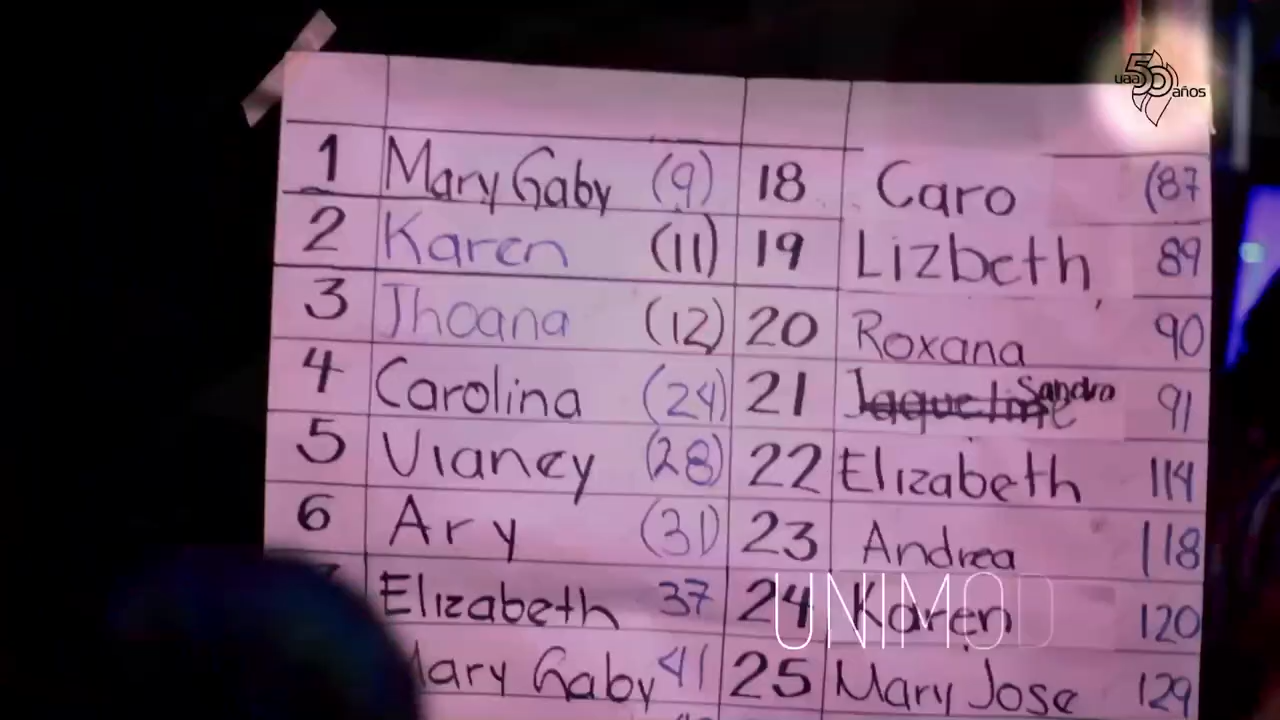 uaa 50 años
1 Mary Gaby (9) 18 Caro (87
2 Karen (11) 19 Lizbeth, 89
3 Jhoana (12) 20 Roxana 90
4 Carolina (24) 21 Jaqueline Sandra 91
5 Vianey (28) 22 Elizabeth 114
6 Ary (31) 23 Andrea 118
Elizabeth 37 24 Karen 120
UNIMOD
Mary Gaby 41 25 Mary Jose 129